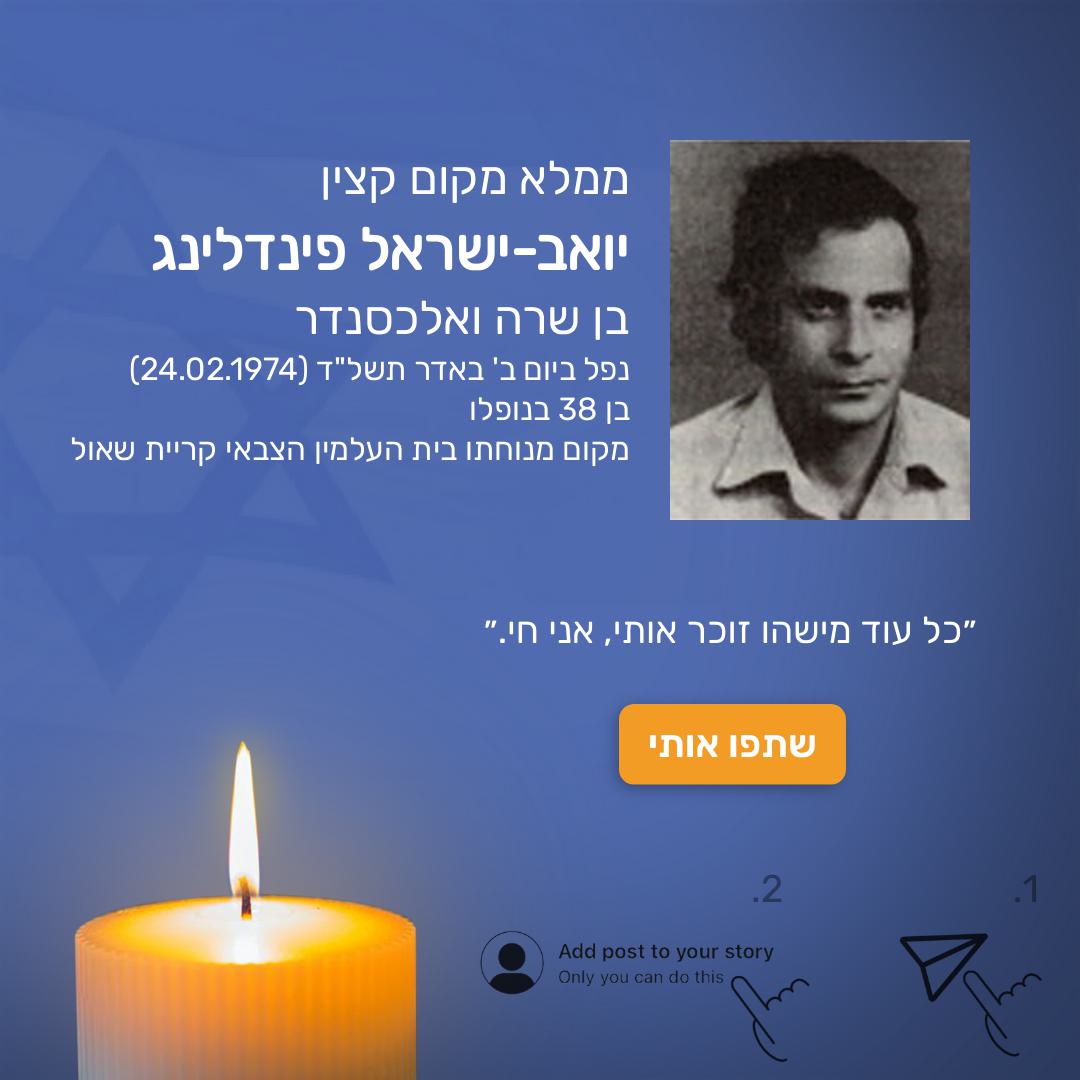 ממלא מקום קצין
יואב-ישראל פינדלינג
בן שרה ואלכסנדר
נפל ביום ב' באדר תשל"ד (24.02.1974)
בן 38 בנופלו
מקום מנוחתו בית העלמין הצבאי קריית שאול
״כל עוד מישהו זוכר אותי, אני חי.״
שתפו אותי
1.
2.
Add post to your story
Only you can do this